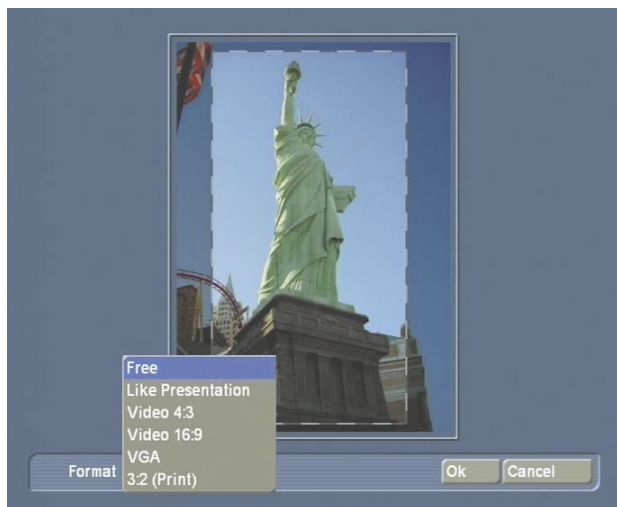 Free
Like Presentation
Video 4:3
Video 16:9
VGA
3:2 (Print)
Format
Ok
Cancel